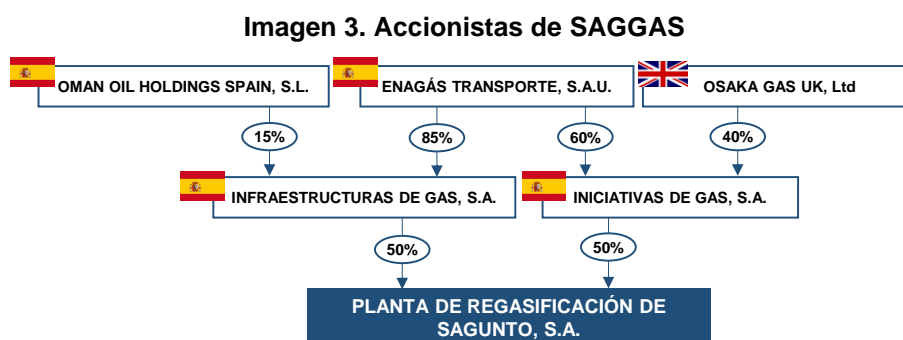 Imagen 3. Accionistas de SAGGAS
OMAN OIL HOLDINGS SPAIN, S.L.
ENAGÁS TRANSPORTE, S.A.U.
OSAKA GAS UK, Ltd
15%
85%
60%
40%
INFRAESTRUCTURAS DE GAS, S.A.
INICIATIVAS DE GAS, S.A.
50%
50%
PLANTA DE REGASIFICACIÓN DE
SAGUNTO, S.A.